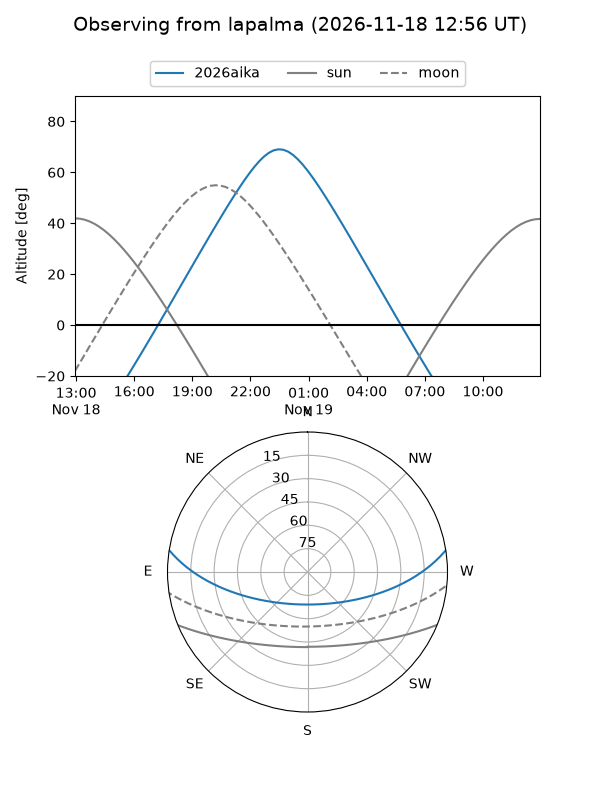 Observing from lapalma (2026-11-18 12:56 UT)
2026aika sun moon
Altitude [deg]
80
60
40
20
0
−20
13:00 16:00 19:00 22:00 01:00 04:00 07:00 10:00
Nov 18 Nov 19
N
NE NW
15
30
45
60
75
E W
SE SW
S